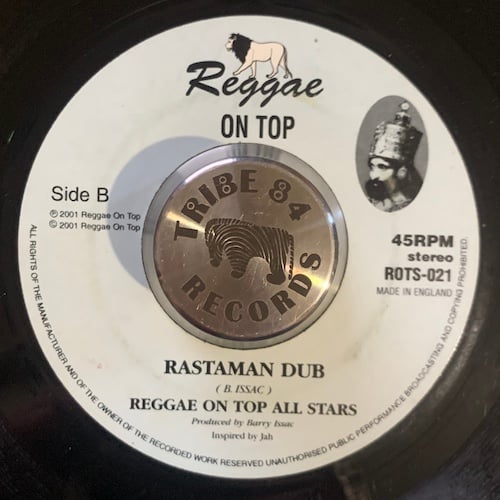 Reggae
ON TOP
Side B
℗ 2001 Reggae On Top
© 2001 Reggae On Top
TRIBE 84
RECORDS
45RPM
stereo
ROTS-021
MADE IN ENGLAND
RASTAMAN DUB
( B. ISSAC )
REGGAE ON TOP ALL STARS
Produced by Barry Issac
Inspired by Jah
ALL RIGHTS OF THE MANUFACTURER AND OF THE OWNER OF THE RECORDED WORK RESERVED UNAUTHORISED PUBLIC PERFORMANCE BROADCASTING AND COPYING PROHIBITED.